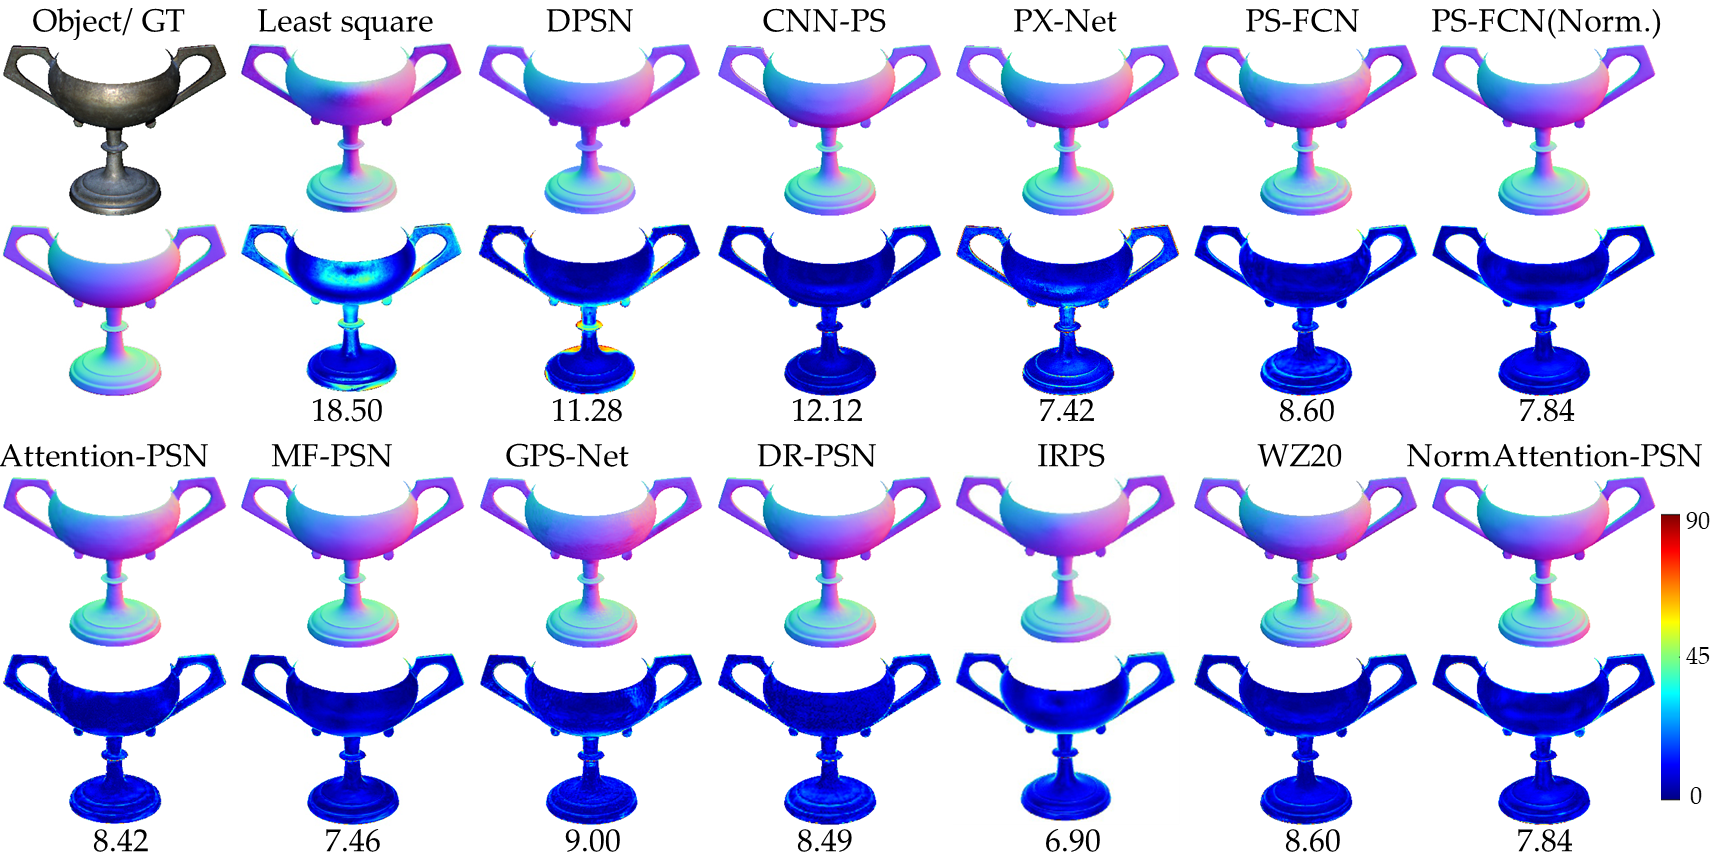 Object/ GT Least square DPSN CNN-PS PX-Net PS-FCN PS-FCN(Norm.)
18.50 11.28 12.12 7.42 8.60 7.84
Attention-PSN MF-PSN GPS-Net DR-PSN IRPS WZ20 NormAttention-PSN
90
45
0
8.42 7.46 9.00 8.49 6.90 8.60 7.84